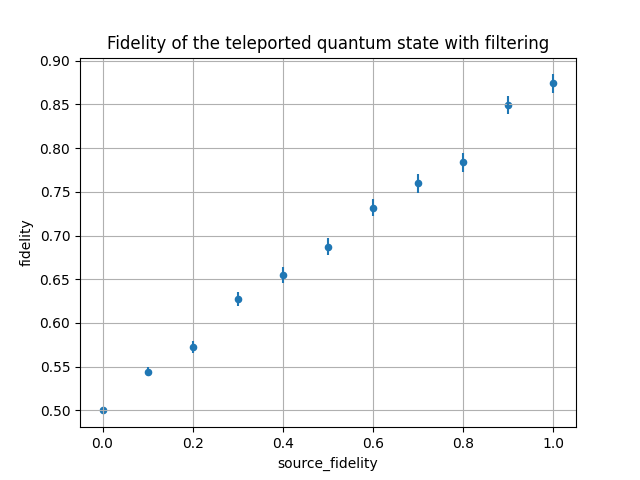 Fidelity of the teleported quantum state with filtering
0.90
0.85
0.80
0.75
0.70
0.65
0.60
0.55
0.50
fidelity
0.0 0.2 0.4 0.6 0.8 1.0
source_fidelity